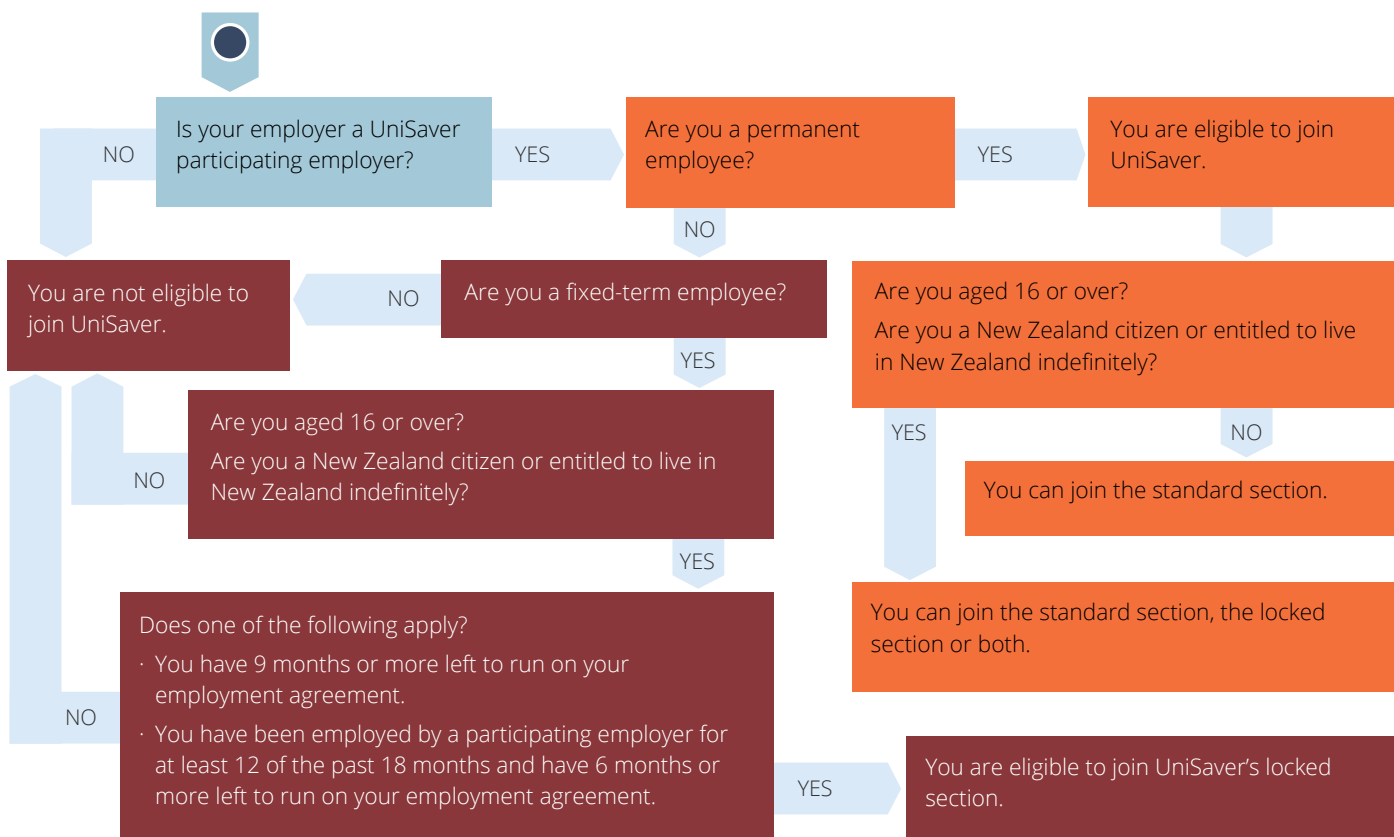 Is your employer a UniSaver
participating employer?
NO
YES
Are you a permanent
employee?
YES
You are eligible to join
UniSaver.
NO
You are not eligible to
join UniSaver.
NO
Are you a fixed-term employee?
YES
Are you aged 16 or over?
Are you a New Zealand citizen or entitled to live
in New Zealand indefinitely?
YES
NO
You can join the standard section.
You can join the standard section, the locked
section or both.
Are you aged 16 or over?
Are you a New Zealand citizen or entitled to live in
New Zealand indefinitely?
NO
YES
Does one of the following apply?
· You have 9 months or more left to run on your
employment agreement.
· You have been employed by a participating employer for
at least 12 of the past 18 months and have 6 months or
more left to run on your employment agreement.
NO
YES
You are eligible to join UniSaver’s locked
section.